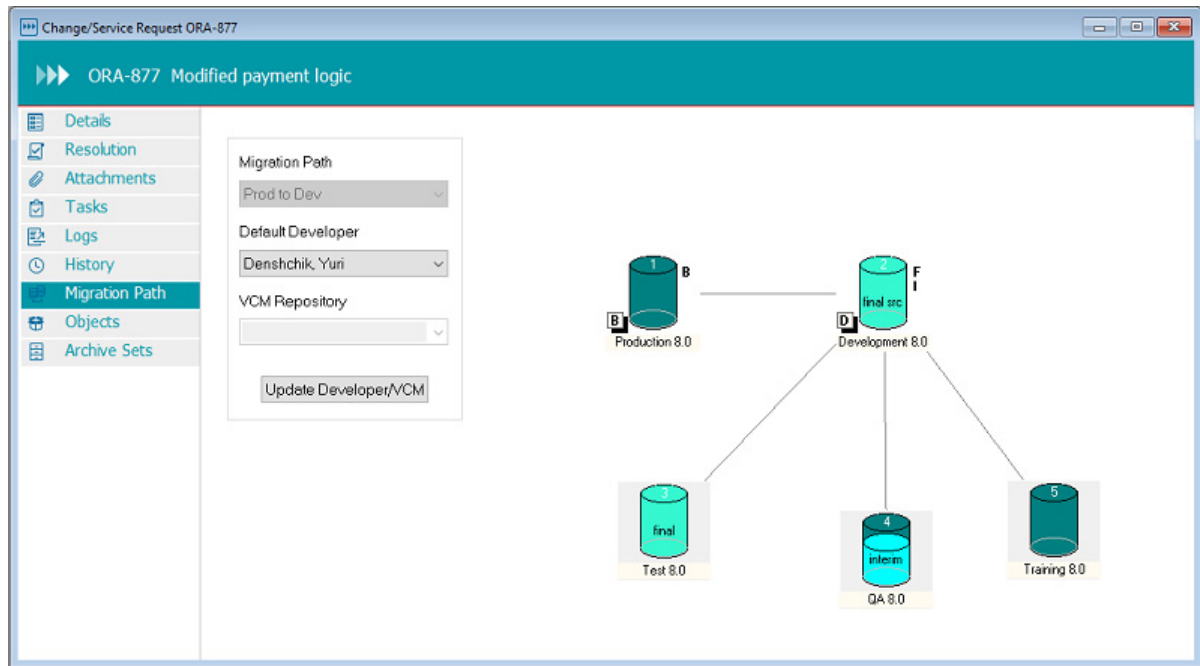 Change/Service Request ORA-877
ORA-877 Modified payment logic
Details
Resolution
Attachments
Tasks
Logs
History
Migration Path
Objects
Archive Sets
Migration Path
Prod to Dev
Default Developer
Denshchik, Yuri
VCM Repository
Update Developer/VCM
1
B
B
Production 8.0
2
F
I
final src
D
Development 8.0
3
final
Test 8.0
4
interim
QA 8.0
5
Training 8.0